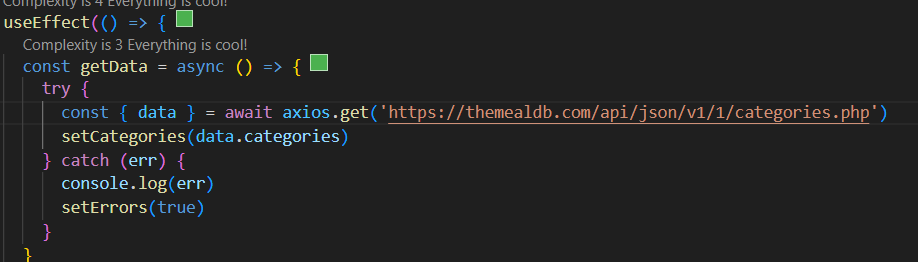 Complexity is 4 Everything is cool!
useEffect(() => {
Complexity is 3 Everything is cool!
const getData = async () => {
try {
const { data } = await axios.get('https://themealdb.com/api/json/v1/1/categories.php')
setCategories(data.categories)
} catch (err) {
console.log(err)
setErrors(true)
}
}